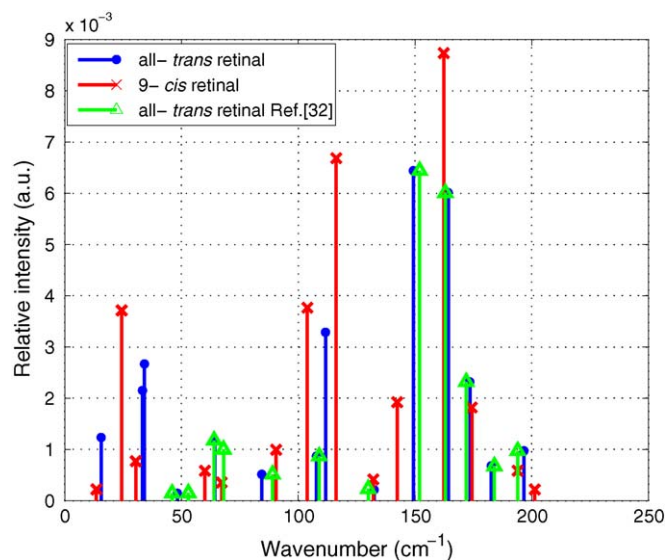 × 10⁻³
9
8
7
6
5
4
3
2
1
0
0 50 100 150 200 250
Relative intensity (a.u.)
Wavenumber (cm⁻¹)
all− trans retinal
9− cis retinal
all− trans retinal Ref.[32]